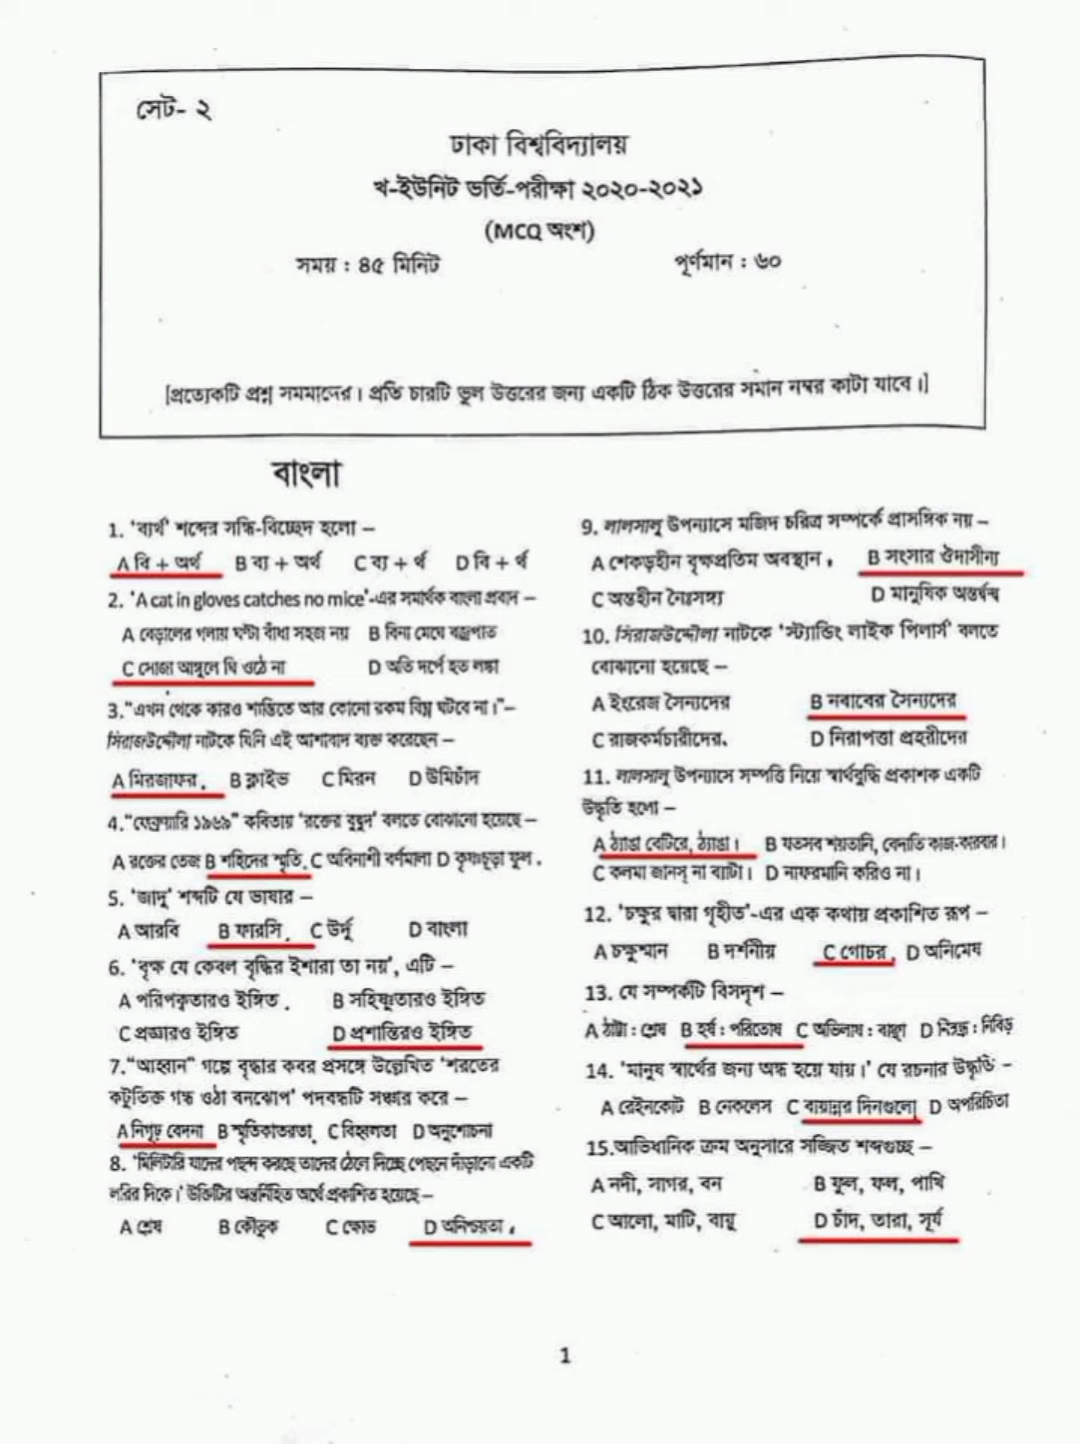 সেট- ২
ঢাকা বিশ্ববিদ্যালয়
খ-ইউনিট ভর্তি-পরীক্ষা ২০২০-২০২১
(MCQ অংশ)
সময় : ৪৫ মিনিট পূর্ণমান : ৬০
[প্রত্যেকটি প্রশ্ন সমমানের। প্রতি চারটি ভুল উত্তরের জন্য একটি ঠিক উত্তরের সমান নম্বর কাটা যাবে।]
বাংলা
1. 'ব্যর্থ' শব্দের সন্ধি-বিচ্ছেদ হলো –
A বি + অর্থ B ব্য + অর্থ C ব্য + র্থ D বি + র্থ
2. 'A cat in gloves catches no mice'-এর সমার্থক বাংলা প্রবাদ –
A বেড়ালের গলায় ঘণ্টা বাঁধা সহজ নয় B বিনা মেঘে বজ্রপাত
C সোজা আঙ্গুলে ঘি ওঠে না D অতি দর্পে হত লঙ্কা
3."এখন থেকে কারও শান্তিতে আর কোনো রকম বিঘ্ন ঘটবে না।"–
সিরাজউদ্দৌলা নাটকে যিনি এই আশাবাদ ব্যক্ত করেছেন –
A মিরজাফর. B ক্লাইভ C মিরন D উমিচাঁদ
4."ফেব্রুয়ারি ১৯৬৯" কবিতায় 'রক্তের বুদ্বুদ' বলতে বোঝানো হয়েছে –
A রক্তের তেজ B শহিদের স্মৃতি. C অবিনাশী বর্ণমালা D কৃষ্ণচূড়া ফুল.
5. 'জাদু' শব্দটি যে ভাষার –
A আরবি B ফারসি. C উর্দু D বাংলা
6. 'বৃক্ষ যে কেবল বৃদ্ধির ইশারা তা নয়', এটি –
A পরিপক্বতারও ইঙ্গিত. B সহিষ্ণুতারও ইঙ্গিত
C প্রজ্ঞারও ইঙ্গিত D প্রশান্তিরও ইঙ্গিত
7."আহ্বান" গল্পে বৃদ্ধার কবর প্রসঙ্গে উল্লেখিত 'শরতের
কটুতিক্ত গন্ধ ওঠা বনঝোপ' পদবন্ধটি সঞ্চার করে –
A নিগূঢ় বেদনা B স্মৃতিকাতরতা. C বিহ্বলতা D অনুশোচনা
8. 'মিলিটারি যাদের পছন্দ করছে তাদের ঠেলে দিচ্ছে পেছনে দাঁড়ানো একটি
লরির দিকে।' উক্তিটির অন্তর্নিহিত অর্থে প্রকাশিত হয়েছে–
A শ্লেষ B কৌতুক C ক্ষোভ D অনিশ্চয়তা.
9. লালসালু উপন্যাসে মজিদ চরিত্র সম্পর্কে প্রাসঙ্গিক নয় –
A শেকড়হীন বৃক্ষপ্রতিম অবস্থান. B সংসার ঔদাসীন্য
C অন্তহীন নৈঃসঙ্গ্য D মানুষিক অন্তর্দ্বন্দ্ব
10. সিরাজউদ্দৌলা নাটকে 'স্ট্যান্ডিং লাইক পিলার্স' বলতে
বোঝানো হয়েছে –
A ইংরেজ সৈন্যদের B নবাবের সৈন্যদের
C রাজকর্মচারীদের. D নিরাপত্তা প্রহরীদের
11. লালসালু উপন্যাসে সম্পত্তি নিয়ে স্বার্থবুদ্ধি প্রকাশক একটি
উদ্ধৃতি হলো –
A ঠ্যাঙা বেটিরে, ঠ্যাঙা। B যতসব শয়তানি, বেদাতি কাজ-কারবার।
C কলমা জানস্ না ব্যাটা। D নাফরমানি করিও না।
12. 'চক্ষুর দ্বারা গৃহীত'-এর এক কথায় প্রকাশিত রূপ –
A চক্ষুষ্মান B দর্শনীয় C গোচর. D অনিমেষ
13. যে সম্পর্কটি বিসদৃশ –
A ঠাট্টা : শ্লেষ B হর্ষ : পরিতোষ C অভিলাষ : বাঞ্ছা D নিরন্ধ্র : নিবিড়
14. 'মানুষ স্বার্থের জন্য অন্ধ হয়ে যায়।' যে রচনার উদ্ধৃতি –
A রেইনকোট B নেকলেস C বায়ান্নর দিনগুলো D অপরিচিতা
15.আভিধানিক ক্রম অনুসারে সজ্জিত শব্দগুচ্ছ –
A নদী, সাগর, বন B ফুল, ফল, পাখি
C আলো, মাটি, বায়ু D চাঁদ, তারা, সূর্য
1